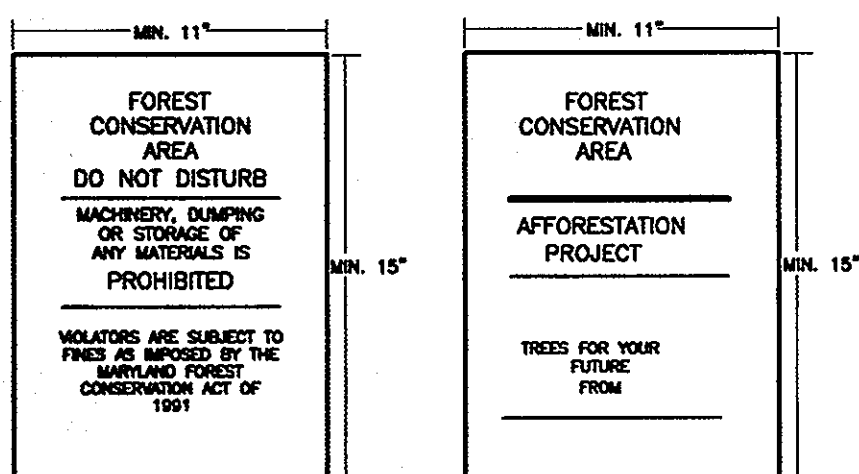 MIN. 11"
FOREST
CONSERVATION
AREA
DO NOT DISTURB
MACHINERY, DUMPING
OR STORAGE OF
ANY MATERIALS IS
PROHIBITED
VIOLATORS ARE SUBJECT TO
FINES AS IMPOSED BY THE
MARYLAND FOREST
CONSERVATION ACT OF
1991
MIN. 15"
MIN. 11"
FOREST
CONSERVATION
AREA
AFFORESTATION
PROJECT
TREES FOR YOUR
FUTURE
FROM
MIN. 15"